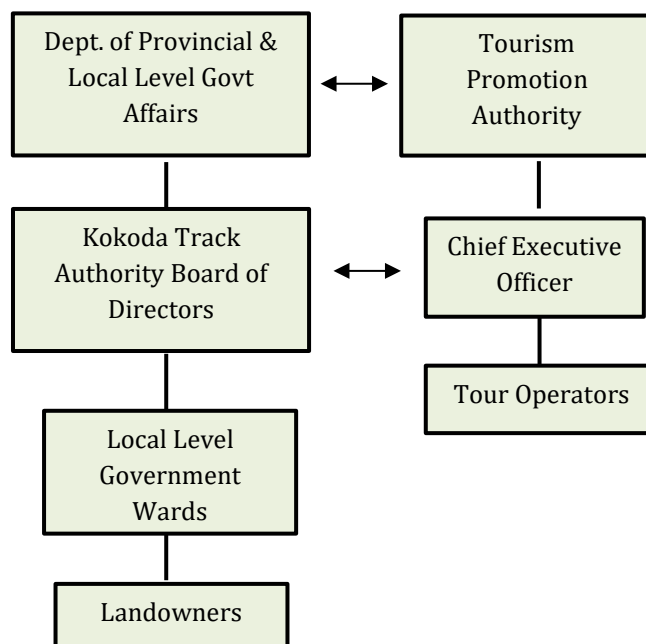 Dept. of Provincial &
Local Level Govt
Affairs
Tourism
Promotion
Authority
Kokoda Track
Authority Board of
Directors
Chief Executive
Officer
Tour Operators
Local Level
Government
Wards
Landowners